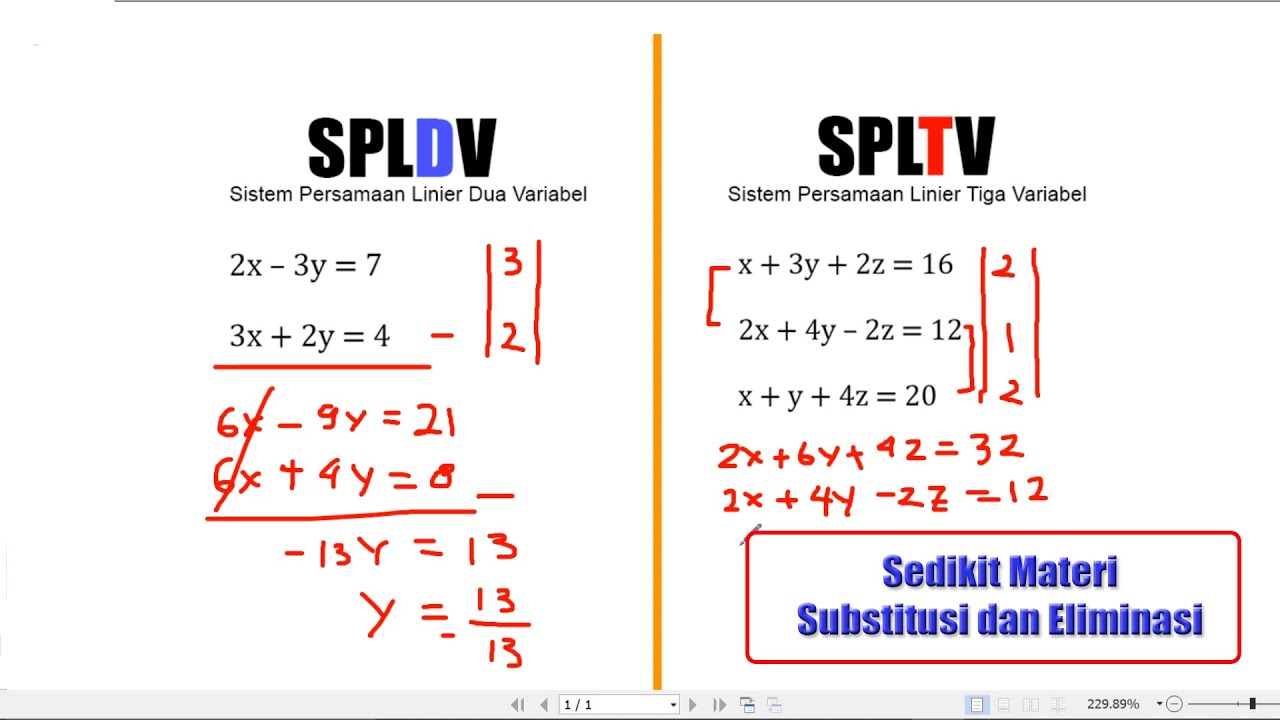 SPLDV
Sistem Persamaan Linier Dua Variabel
2x – 3y = 7 |3|
3x + 2y = 4 – |2|
6x – 9y = 21
6x + 4y = 8 –
-13y = 13
y = 13
- 13
SPLTV
Sistem Persamaan Linier Tiga Variabel
x + 3y + 2z = 16 |2|
2x + 4y – 2z = 12 |1|
x + y + 4z = 20 |2|
2x + 6y + 4z = 32
2x + 4y – 2z = 12
Sedikit Materi
Substitusi dan Eliminasi
1 / 1
229.89%